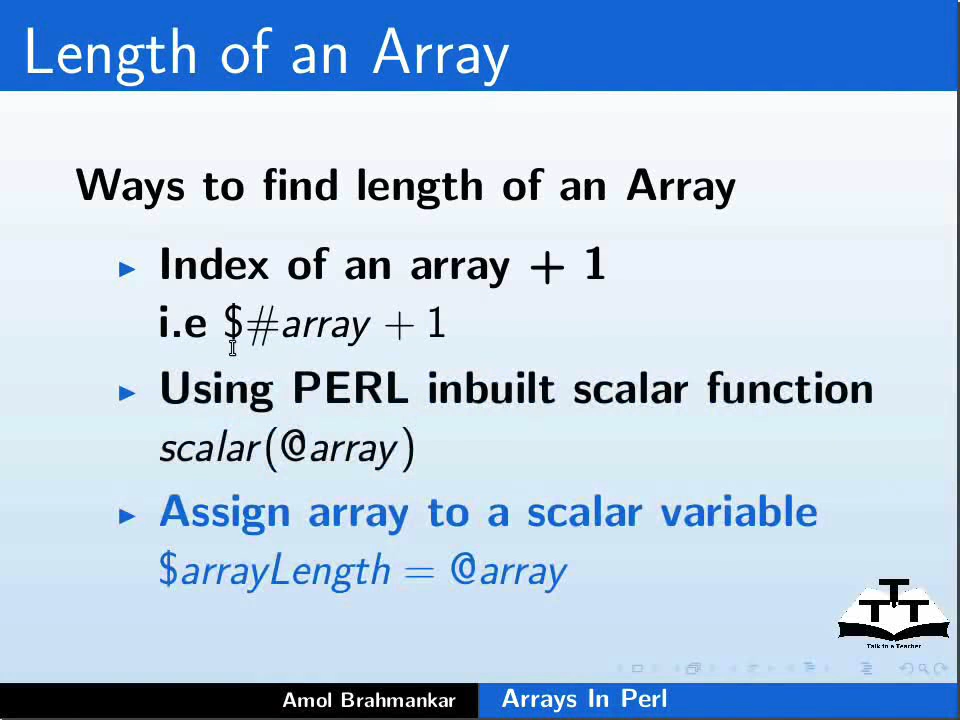 Length of an Array
Ways to find length of an Array
Index of an array + 1
i.e $#array + 1
Using PERL inbuilt scalar function
scalar(@array)
Assign array to a scalar variable
$arrayLength = @array
TTT
Talk to a Teacher
Amol Brahmankar
Arrays In Perl